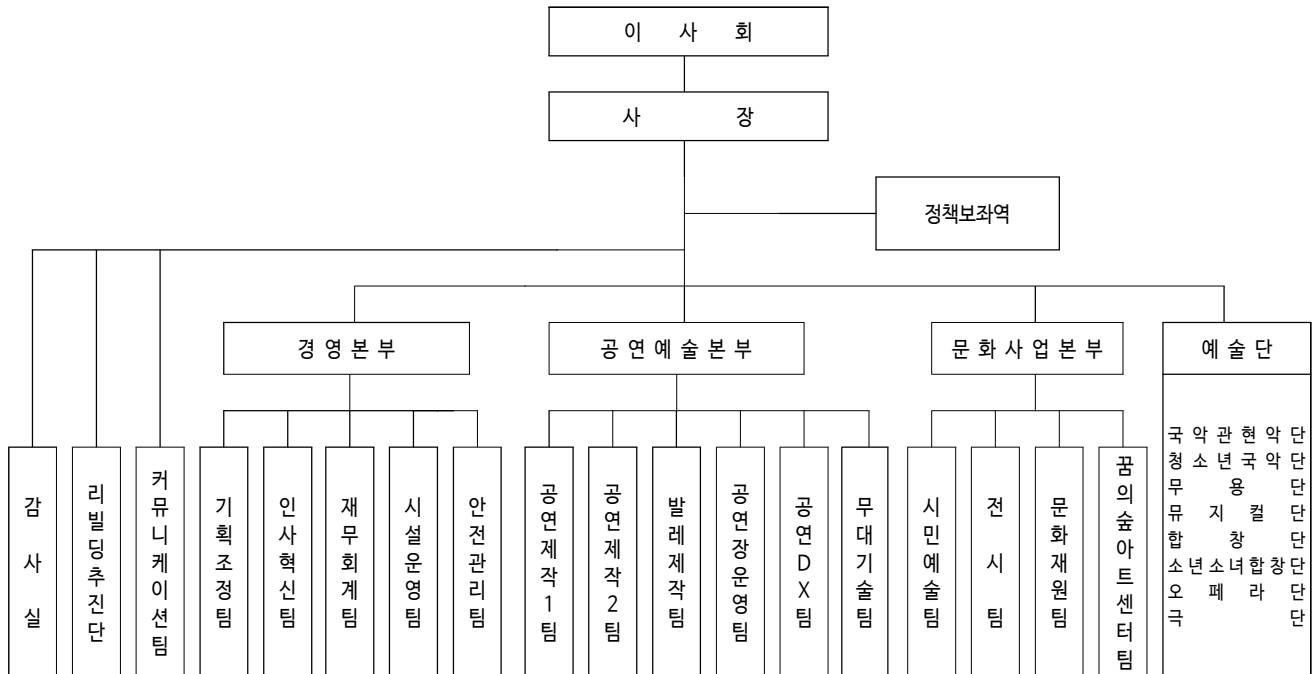 이 사 회
사 장
정책보좌역
경영본부
공연예술본부
문화사업본부
예술단
감사실
리빌딩추진단
커뮤니케이션팀
기획조정팀
인사혁신팀
재무회계팀
시설운영팀
안전관리팀
공연제작1팀
공연제작2팀
발레제작팀
공연장운영팀
공연DX팀
무대기술팀
시민예술팀
전시팀
문화재원팀
꿈의숲아트센터팀
국악관현악단
청소년국악단
무용단
뮤지컬단
합창단
소년소녀합창단
오페라단
극단